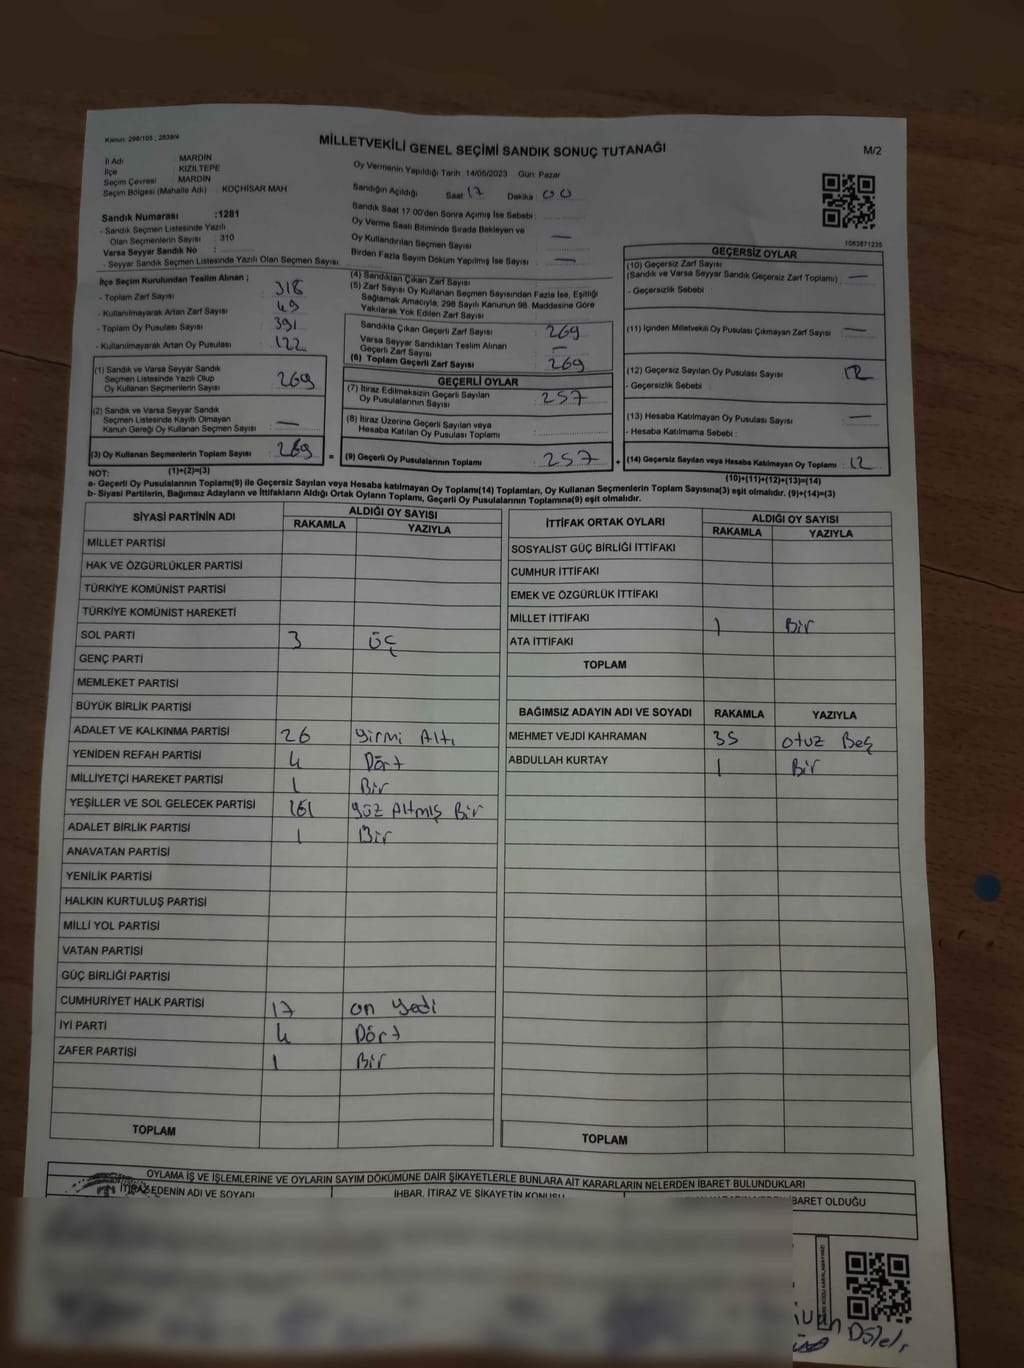 Kanun: 298/105 ; 2839/4
MİLLETVEKİLİ GENEL SEÇİMİ SANDIK SONUÇ TUTANAĞI
M/2
İl Adı : MARDİN
İlçe : KIZILTEPE
Seçim Çevresi : MARDİN
Seçim Bölgesi (Mahalle Adı) : KOÇHİSAR MAH
Sandık Numarası :1281
- Sandık Seçmen Listesinde Yazılı
Olan Seçmenlerin Sayısı : 310
Varsa Seyyar Sandık No :
- Seyyar Sandık Seçmen Listesinde Yazılı Olan Seçmen Sayısı :
Oy Vermenin Yapıldığı Tarih :14/05/2023 Gün: Pazar
Sandığın Açıldığı Saat 17 Dakika : 00
Sandık Saat 17.00'den Sonra Açılmış İse Sebebi :
Oy Verme Saati Bitiminde Sırada Bekleyen ve
Oy Kullandırılan Seçmen Sayısı : —
Birden Fazla Sayım Döküm Yapılmış İse Sayısı : —
1063871235
İlçe Seçim Kurulundan Teslim Alınan ;
- Toplam Zarf Sayısı : 318
- Kullanılmayarak Artan Zarf Sayısı : 49
- Toplam Oy Pusulası Sayısı : 391
- Kullanılmayarak Artan Oy Pusulası : 122
(1) Sandık ve Varsa Seyyar Sandık
Seçmen Listesinde Yazılı Olup
Oy Kullanan Seçmenlerin Sayısı : 269
(2) Sandık ve Varsa Seyyar Sandık
Seçmen Listesinde Kayıtlı Olmayan
Kanun Gereği Oy Kullanan Seçmen Sayısı : —
(3) Oy Kullanan Seçmenlerin Toplam Sayısı : 269
(4) Sandıktan Çıkan Zarf Sayısı
(5) Zarf Sayısı Oy Kullanan Seçmen Sayısından Fazla İse, Eşitliği
Sağlamak Amacıyla, 298 Sayılı Kanunun 98. Maddesine Göre
Yakılarak Yok Edilen Zarf Sayısı :
Sandıkta Çıkan Geçerli Zarf Sayısı : 269
Varsa Seyyar Sandıktan Teslim Alınan
Geçerli Zarf Sayısı : —
(6) Toplam Geçerli Zarf Sayısı : 269
GEÇERLİ OYLAR
(7) İtiraz Edilmeksizin Geçerli Sayılan
Oy Pusulalarının Sayısı : 257
(8) İtiraz Üzerine Geçerli Sayılan veya
Hesaba Katılan Oy Pusulası Toplamı :
= (9) Geçerli Oy Pusulalarının Toplamı : 257
GEÇERSİZ OYLAR
(10) Geçersiz Zarf Sayısı
(Sandık ve Varsa Seyyar Sandık Geçersiz Zarf Toplamı) : —
- Geçersizlik Sebebi :
(11) İçinden Milletvekili Oy Pusulası Çıkmayan Zarf Sayısı : —
(12) Geçersiz Sayılan Oy Pusulası Sayısı : 12
- Geçersizlik Sebebi :
(13) Hesaba Katılmayan Oy Pusulası Sayısı : —
- Hesaba Katılmama Sebebi :
+ (14) Geçersiz Sayılan veya Hesaba Katılmayan Oy Toplamı : 12
NOT: (1)+(2)=(3)
(10)+(11)+(12)+(13)=(14)
a- Geçerli Oy Pusulalarının Toplamı(9) ile Geçersiz Sayılan veya Hesaba katılmayan Oy Toplamı(14) Toplamları, Oy Kullanan Seçmenlerin Toplam Sayısına(3) eşit olmalıdır. (9)+(14)=(3)
b- Siyasi Partilerin, Bağımsız Adayların ve İttifakların Aldığı Ortak Oyların Toplamı, Geçerli Oy Pusulalarının Toplamına(9) eşit olmalıdır.
SİYASİ PARTİNİN ADI ALDIĞI OY SAYISI
RAKAMLA YAZIYLA
MİLLET PARTİSİ
HAK VE ÖZGÜRLÜKLER PARTİSİ
TÜRKİYE KOMÜNİST PARTİSİ
TÜRKİYE KOMÜNİST HAREKETİ
SOL PARTİ 3 üç
GENÇ PARTİ
MEMLEKET PARTİSİ
BÜYÜK BİRLİK PARTİSİ
ADALET VE KALKINMA PARTİSİ 26 yirmi Altı
YENİDEN REFAH PARTİSİ 4 Dört
MİLLİYETÇİ HAREKET PARTİSİ 1 Bir
YEŞİLLER VE SOL GELECEK PARTİSİ 161 yüz Altmış Bir
ADALET BİRLİK PARTİSİ 1 Bir
ANAVATAN PARTİSİ
YENİLİK PARTİSİ
HALKIN KURTULUŞ PARTİSİ
MİLLİ YOL PARTİSİ
VATAN PARTİSİ
GÜÇ BİRLİĞİ PARTİSİ
CUMHURİYET HALK PARTİSİ 17 on yedi
İYİ PARTİ 4 Dört
ZAFER PARTİSİ 1 Bir
TOPLAM
İTTİFAK ORTAK OYLARI ALDIĞI OY SAYISI
RAKAMLA YAZIYLA
SOSYALİST GÜÇ BİRLİĞİ İTTİFAKI
CUMHUR İTTİFAKI
EMEK VE ÖZGÜRLÜK İTTİFAKI
MİLLET İTTİFAKI 1 Bir
ATA İTTİFAKI
TOPLAM
BAĞIMSIZ ADAYIN ADI VE SOYADI RAKAMLA YAZIYLA
MEHMET VEJDİ KAHRAMAN 35 otuz Beş
ABDULLAH KURTAY 1 Bir
TOPLAM
OYLAMA İŞ VE İŞLEMLERİNE VE OYLARIN SAYIM DÖKÜMÜNE DAİR ŞİKAYETLERLE BUNLARA AİT KARARLARIN NELERDEN İBARET BULUNDUKLARI
İTİRAZ EDENİN ADI VE SOYADI İHBAR, İTİRAZ VE ŞİKAYETİN KONUSU İBARET OLDUĞU